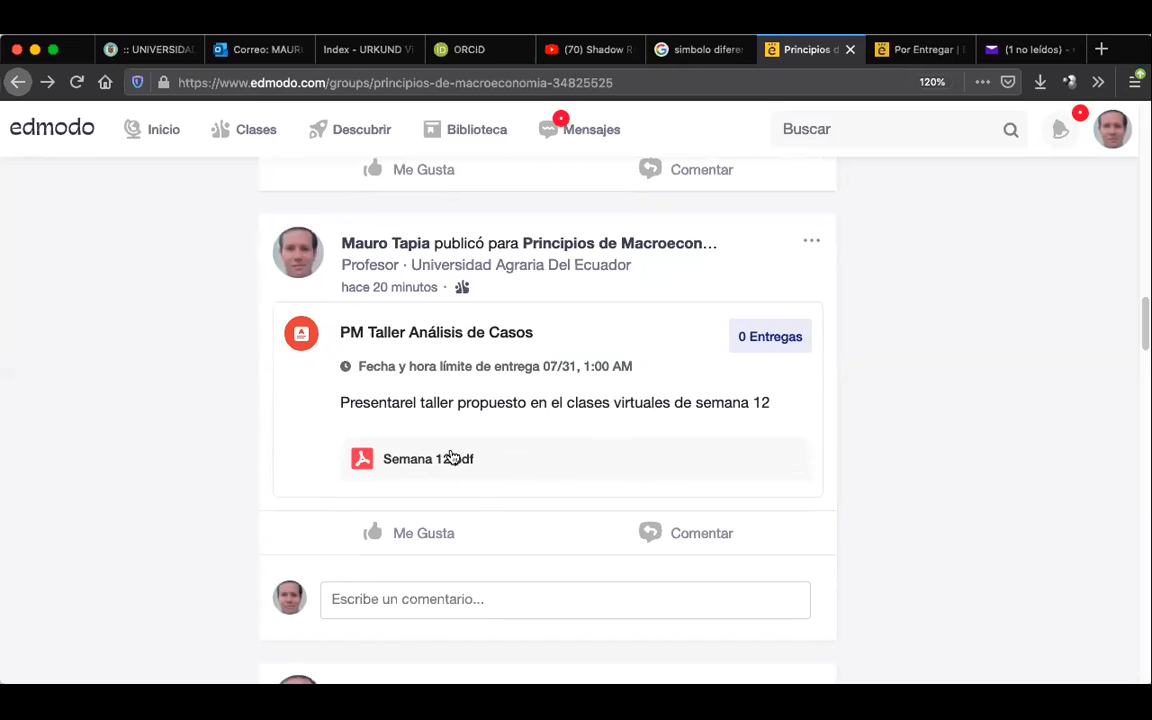 :: UNIVERSIDA
Correo: MAUR
Index - URKUND Vi
ORCID
(70) Shadow R
simbolo difere
Principios d
Por Entregar | E
(1 no leídos) -
https://www.edmodo.com/groups/principios-de-macroeconomia-34825525
120%
edmodo
Inicio
Clases
Descubrir
Biblioteca
Mensajes
Buscar
Me Gusta
Comentar
Mauro Tapia publicó para Principios de Macroecon...
Profesor · Universidad Agraria Del Ecuador
hace 20 minutos ·
PM Taller Análisis de Casos
0 Entregas
Fecha y hora límite de entrega 07/31, 1:00 AM
Presentarel taller propuesto en el clases virtuales de semana 12
Semana 12.pdf
Me Gusta
Comentar
Escribe un comentario...